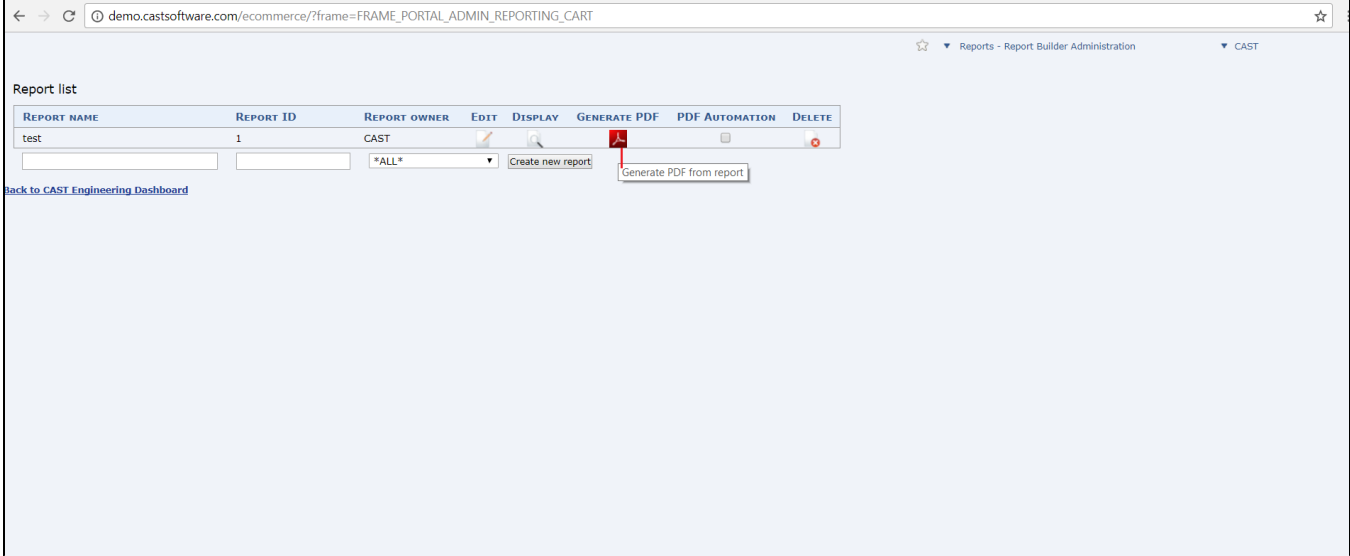 demo.castsoftware.com/ecommerce/?frame=FRAME_PORTAL_ADMIN_REPORTING_CART
Reports - Report Builder Administration CAST
Report list
REPORT NAME REPORT ID REPORT OWNER EDIT DISPLAY GENERATE PDF PDF AUTOMATION DELETE
test 1 CAST
*ALL* Create new report
Generate PDF from report
Back to CAST Engineering Dashboard